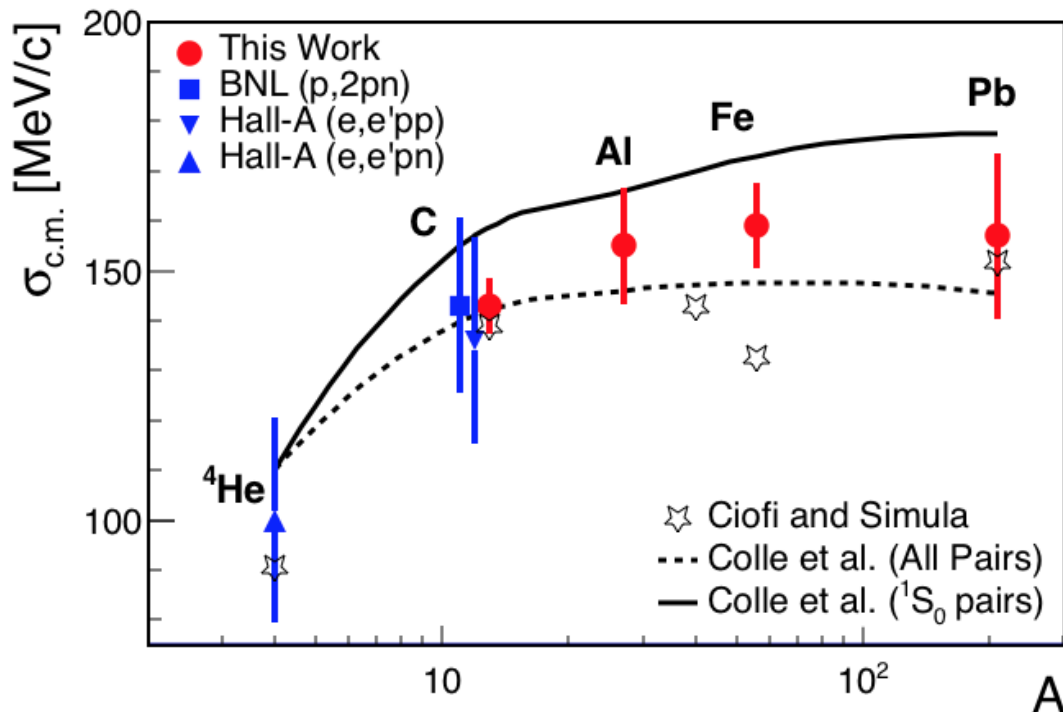 200
150
100
σc.m. [MeV/c]
This Work
BNL (p,2pn)
Hall-A (e,e'pp)
Hall-A (e,e'pn)
⁴He
C
Al
Fe
Pb
Ciofi and Simula
Colle et al. (All Pairs)
Colle et al. (¹S₀ pairs)
10
10²
A